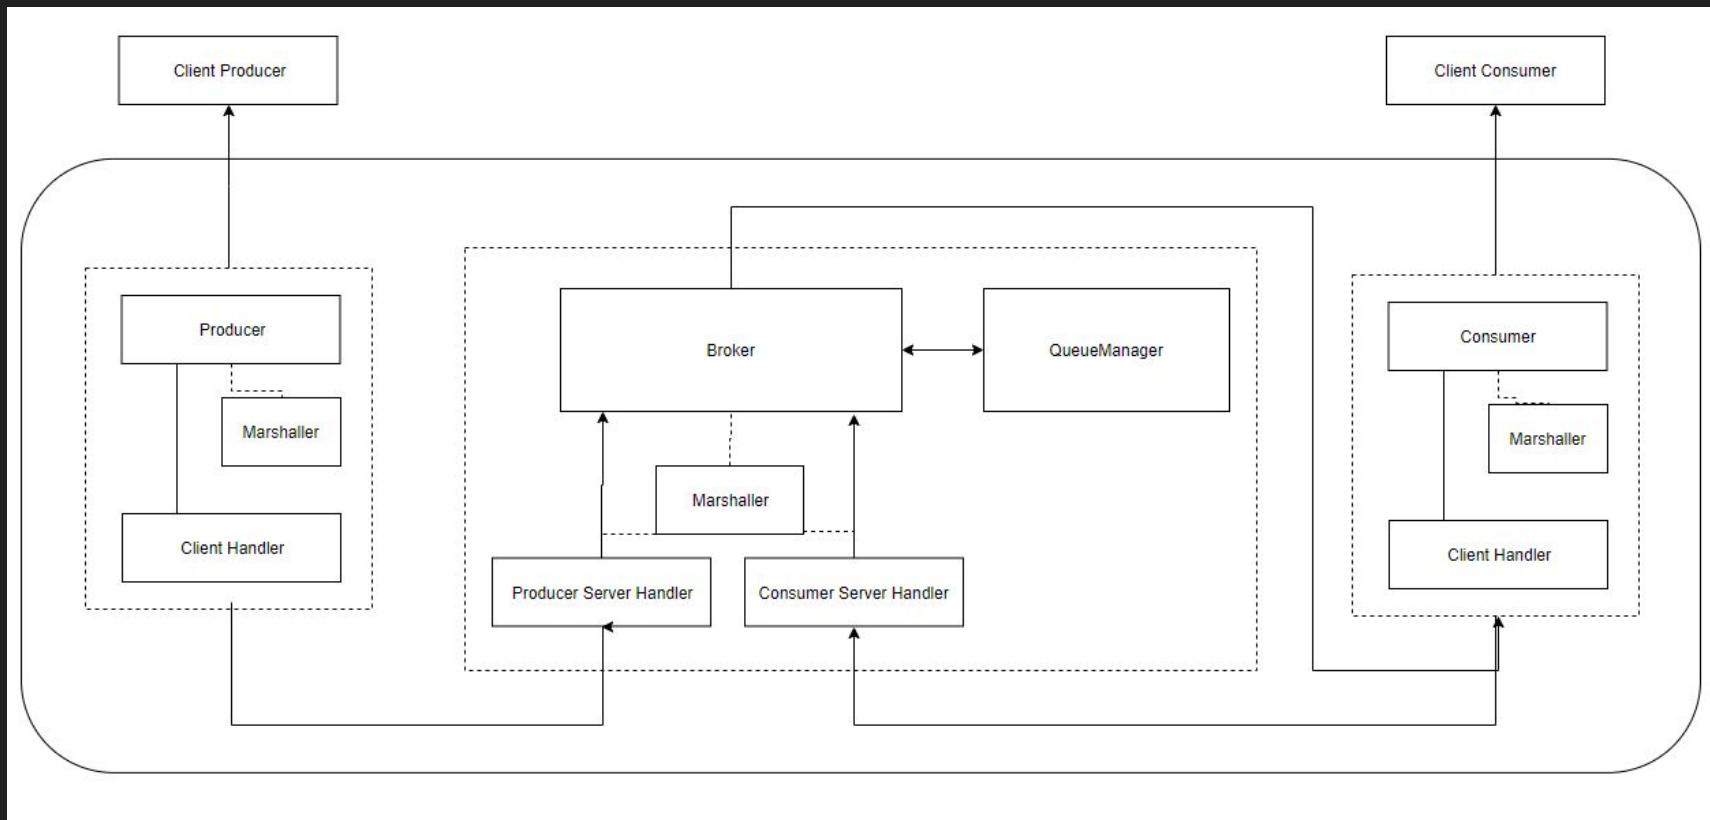 Client Producer
Client Consumer
Producer
Marshaller
Client Handler
Broker
QueueManager
Marshaller
Producer Server Handler
Consumer Server Handler
Consumer
Marshaller
Client Handler